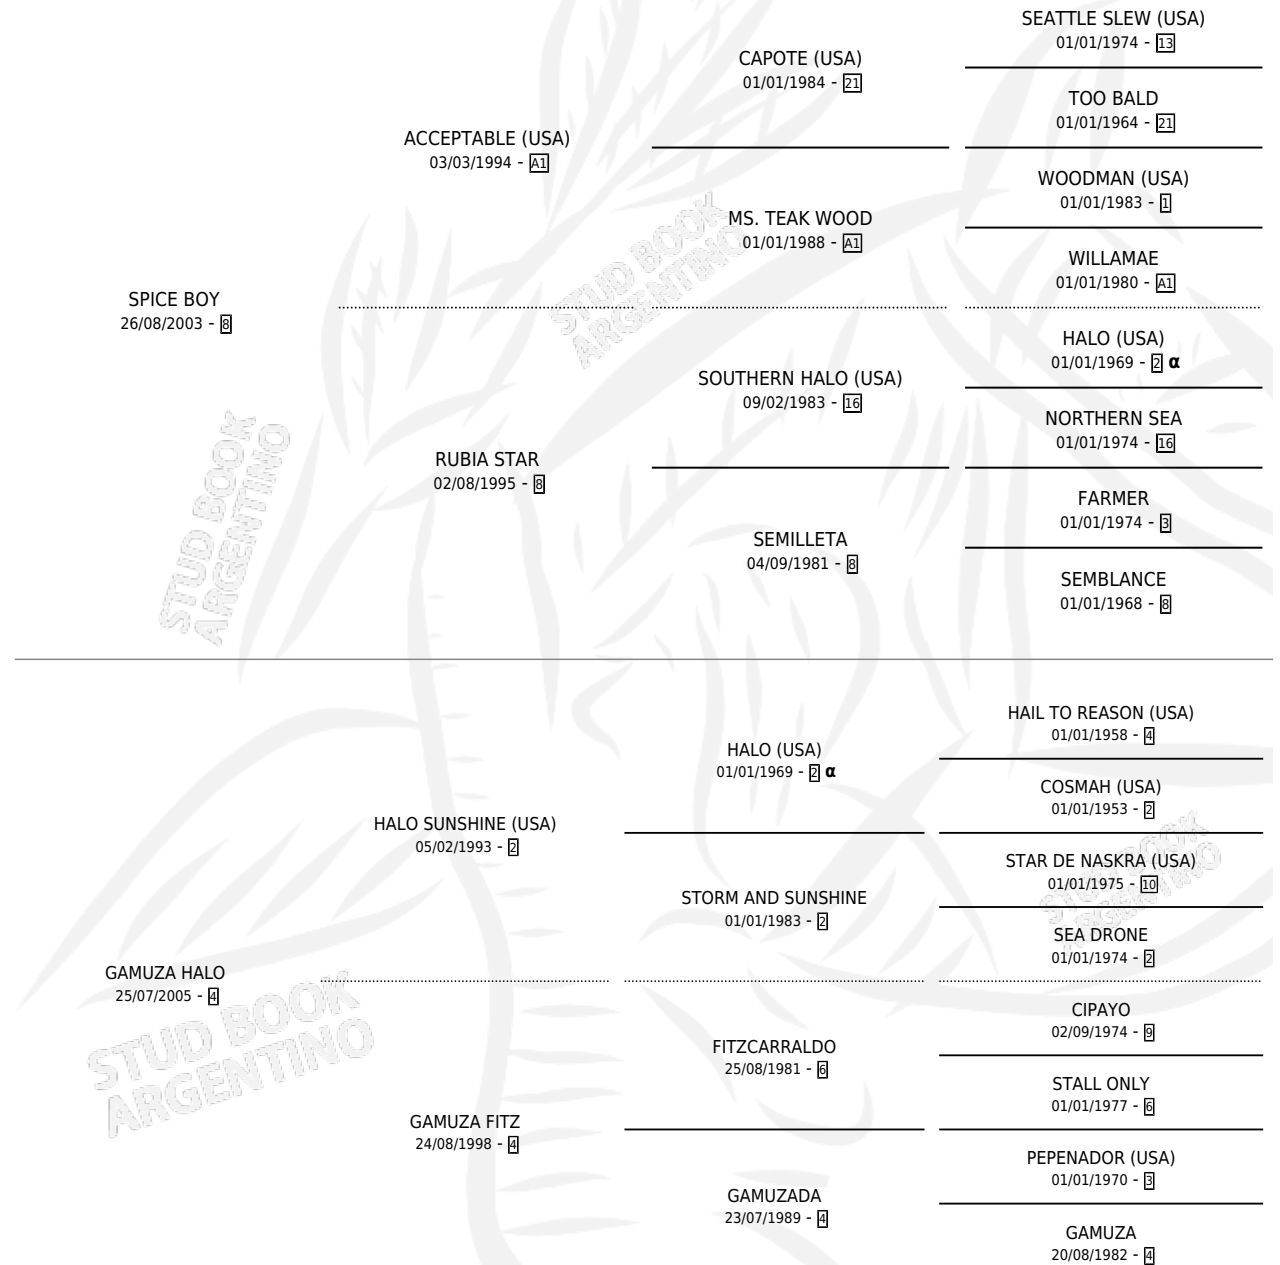 SEATTLE SLEW (USA)
01/01/1974 - 13
CAPOTE (USA)
01/01/1984 - 21
TOO BALD
01/01/1964 - 21
ACCEPTABLE (USA)
03/03/1994 - A1
WOODMAN (USA)
01/01/1983 - 1
MS. TEAK WOOD
01/01/1988 - A1
WILLAMAE
01/01/1980 - A1
SPICE BOY
26/08/2003 - 8
HALO (USA)
01/01/1969 - 2 α
SOUTHERN HALO (USA)
09/02/1983 - 16
NORTHERN SEA
01/01/1974 - 16
RUBIA STAR
02/08/1995 - 8
FARMER
01/01/1974 - 3
SEMILLETA
04/09/1981 - 8
SEMBLANCE
01/01/1968 - 8
HAIL TO REASON (USA)
01/01/1958 - 4
HALO (USA)
01/01/1969 - 2 α
COSMAH (USA)
01/01/1953 - 2
HALO SUNSHINE (USA)
05/02/1993 - 2
STAR DE NASKRA (USA)
01/01/1975 - 10
STORM AND SUNSHINE
01/01/1983 - 2
SEA DRONE
01/01/1974 - 2
GAMUZA HALO
25/07/2005 - 4
CIPAYO
02/09/1974 - 9
FITZCARRALDO
25/08/1981 - 6
STALL ONLY
01/01/1977 - 6
GAMUZA FITZ
24/08/1998 - 4
PEPENADOR (USA)
01/01/1970 - 3
GAMUZADA
23/07/1989 - 4
GAMUZA
20/08/1982 - 4
STUD BOOK
ARGENTINO
STUD BOOK
ARGENTINO
STUD BOOK
ARGENTINO
STUD BOOK
ARGENTINO